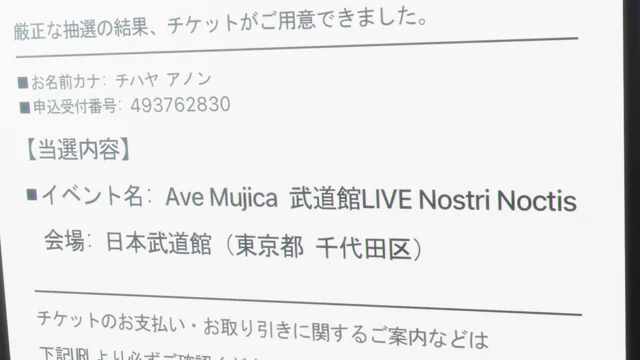 厳正な抽選の結果、チケットがご用意できました。
■お名前カナ: チハヤ アノン
■申込受付番号: 493762830
【当選内容】
■イベント名: Ave Mujica 武道館LIVE Nostri Noctis
会場: 日本武道館（東京都 千代田区）
チケットのお支払い・お取り引きに関するご案内などは
下記URLより必ずご確認くだ